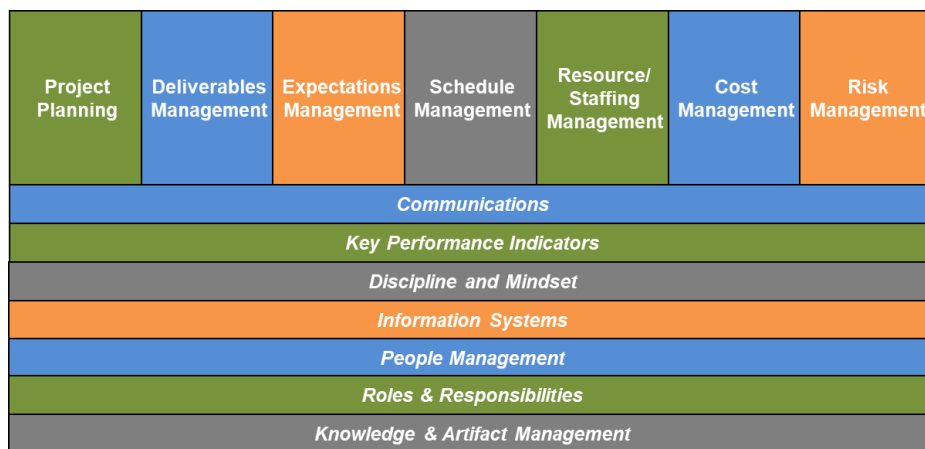 Project
Planning
Deliverables
Management
Expectations
Management
Schedule
Management
Resource/
Staffing
Management
Cost
Management
Risk
Management
Communications
Key Performance Indicators
Discipline and Mindset
Information Systems
People Management
Roles & Responsibilities
Knowledge & Artifact Management